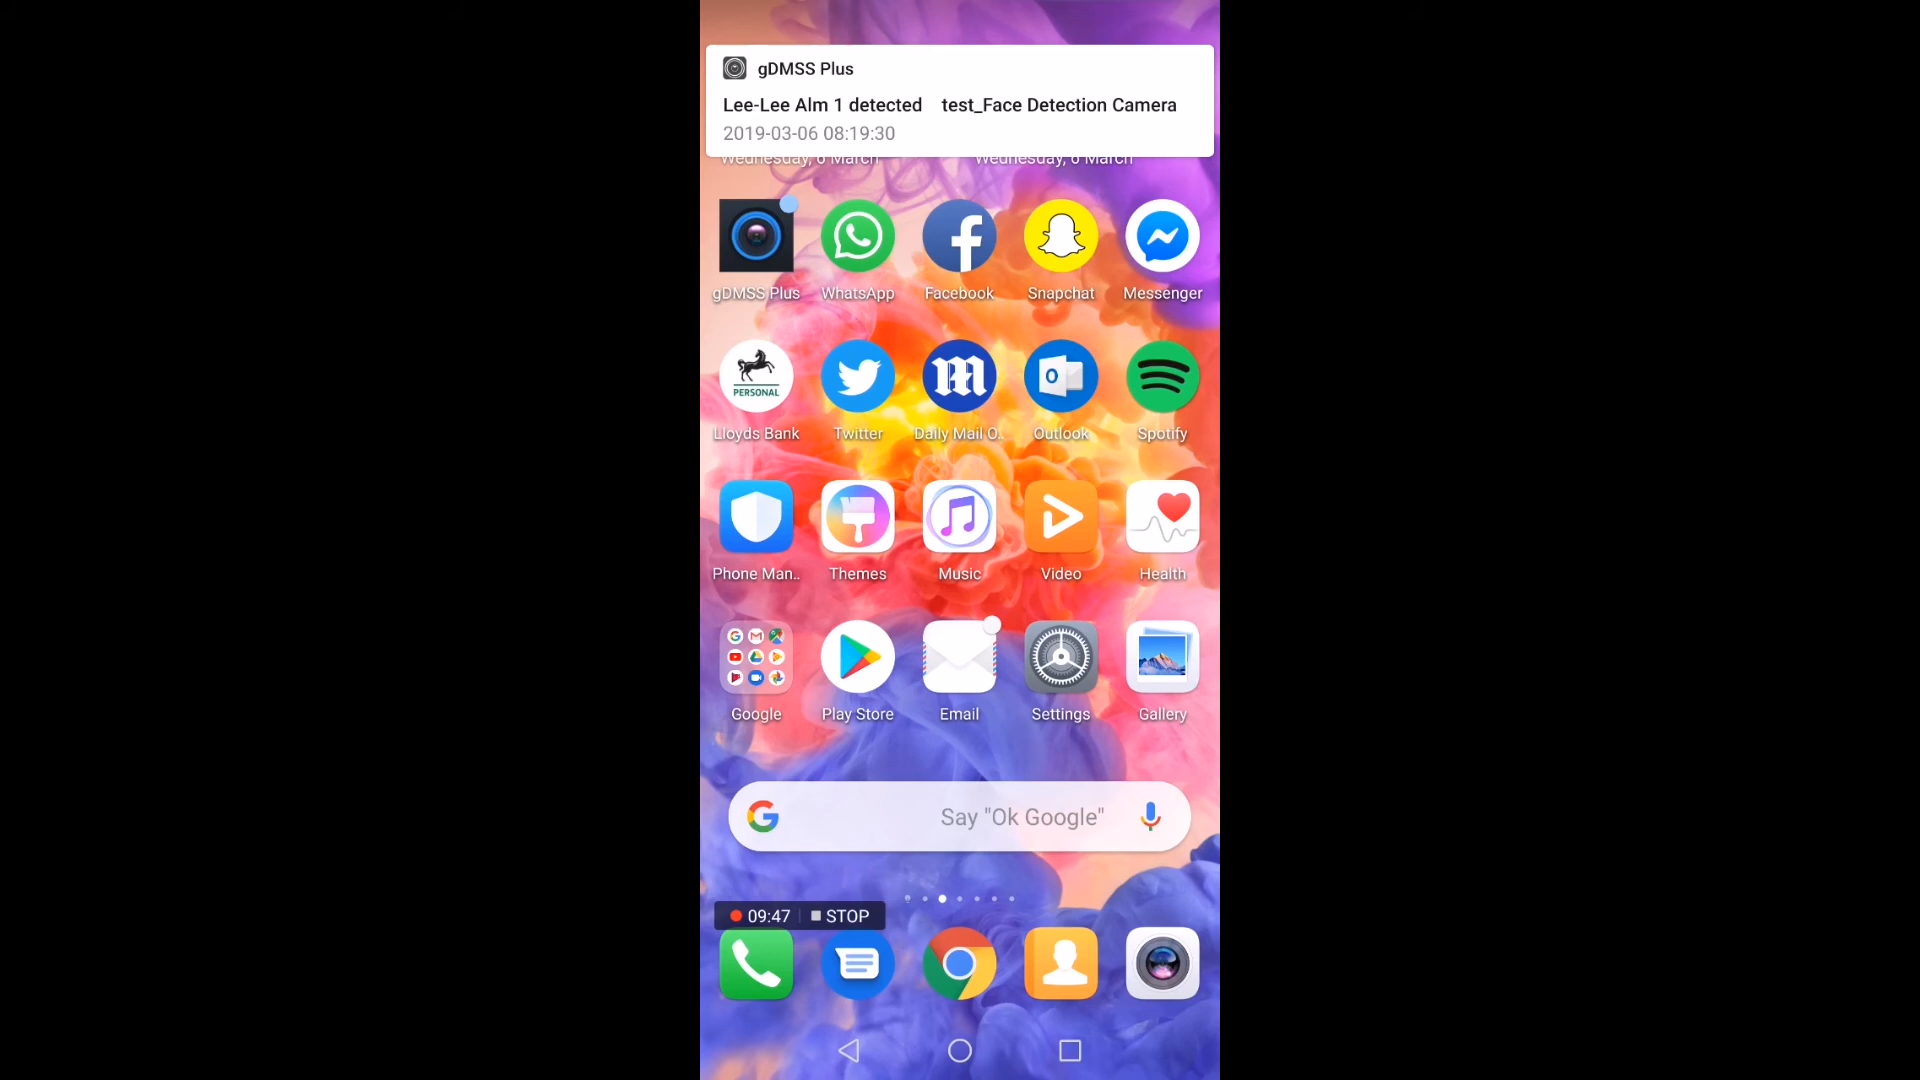 gDMSS Plus
Lee-Lee Alm 1 detected test_Face Detection Camera
2019-03-06 08:19:30
Wednesday, 6 March Wednesday, 6 March
gDMSS Plus WhatsApp Facebook Snapchat Messenger
PERSONAL
Lloyds Bank Twitter Daily Mail O.. Outlook Spotify
Phone Man.. Themes Music Video Health
Google Play Store Email Settings Gallery
Say "Ok Google"
09:47 STOP